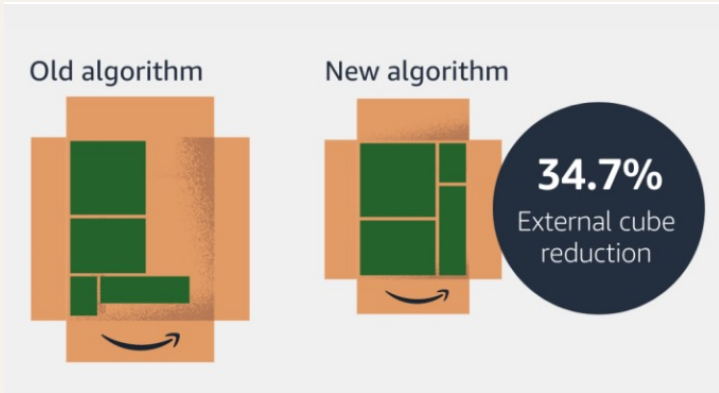 Old algorithm
New algorithm
34.7%
External cube
reduction